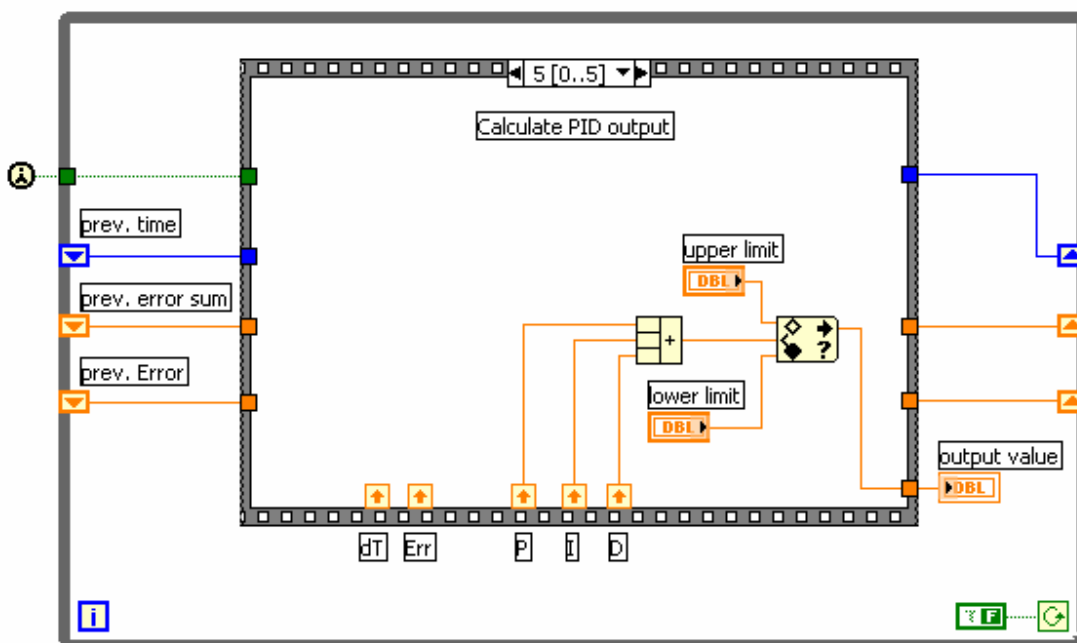 5 [0..5]
Calculate PID output
prev. time
upper limit
DBL
prev. error sum
+
?
prev. Error
lower limit
DBL
output value
DBL
dT
Err
P
I
D
i
F